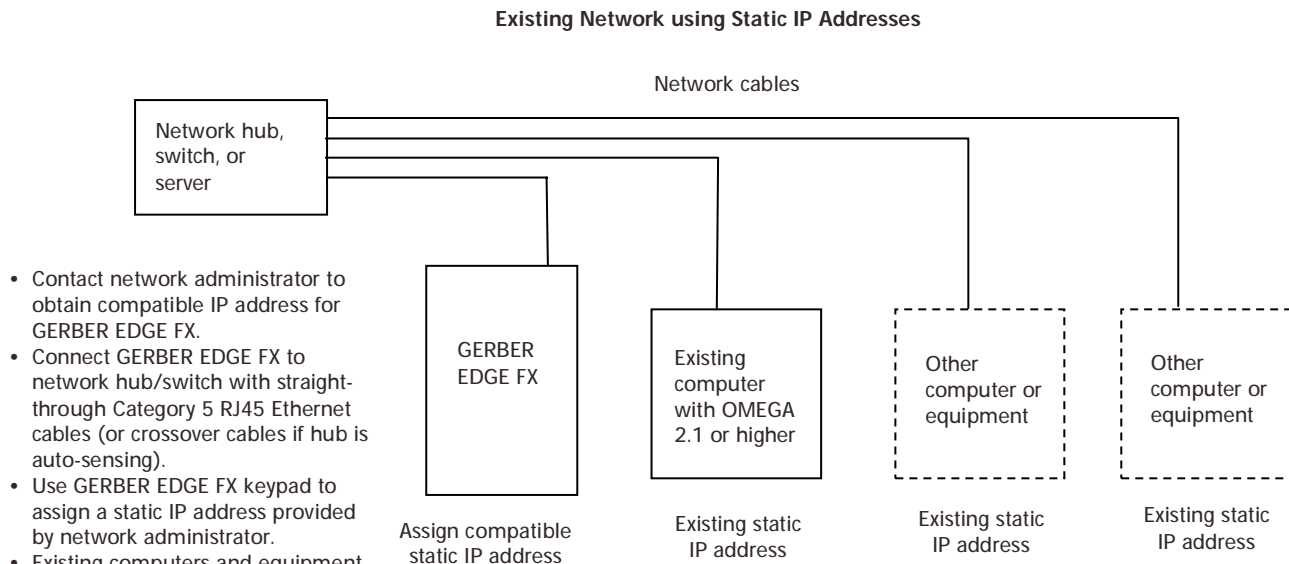 Existing Network using Static IP Addresses
Network cables
Network hub,
switch, or
server
• Contact network administrator to
obtain compatible IP address for
GERBER EDGE FX.
• Connect GERBER EDGE FX to
network hub/switch with straight-
through Category 5 RJ45 Ethernet
cables (or crossover cables if hub is
auto-sensing).
• Use GERBER EDGE FX keypad to
assign a static IP address provided
by network administrator.
• Existing computers and equipment
GERBER
EDGE FX
Assign compatible
static IP address
Existing
computer
with OMEGA
2.1 or higher
Existing static
IP address
Other
computer or
equipment
Existing static
IP address
Other
computer or
equipment
Existing static
IP address